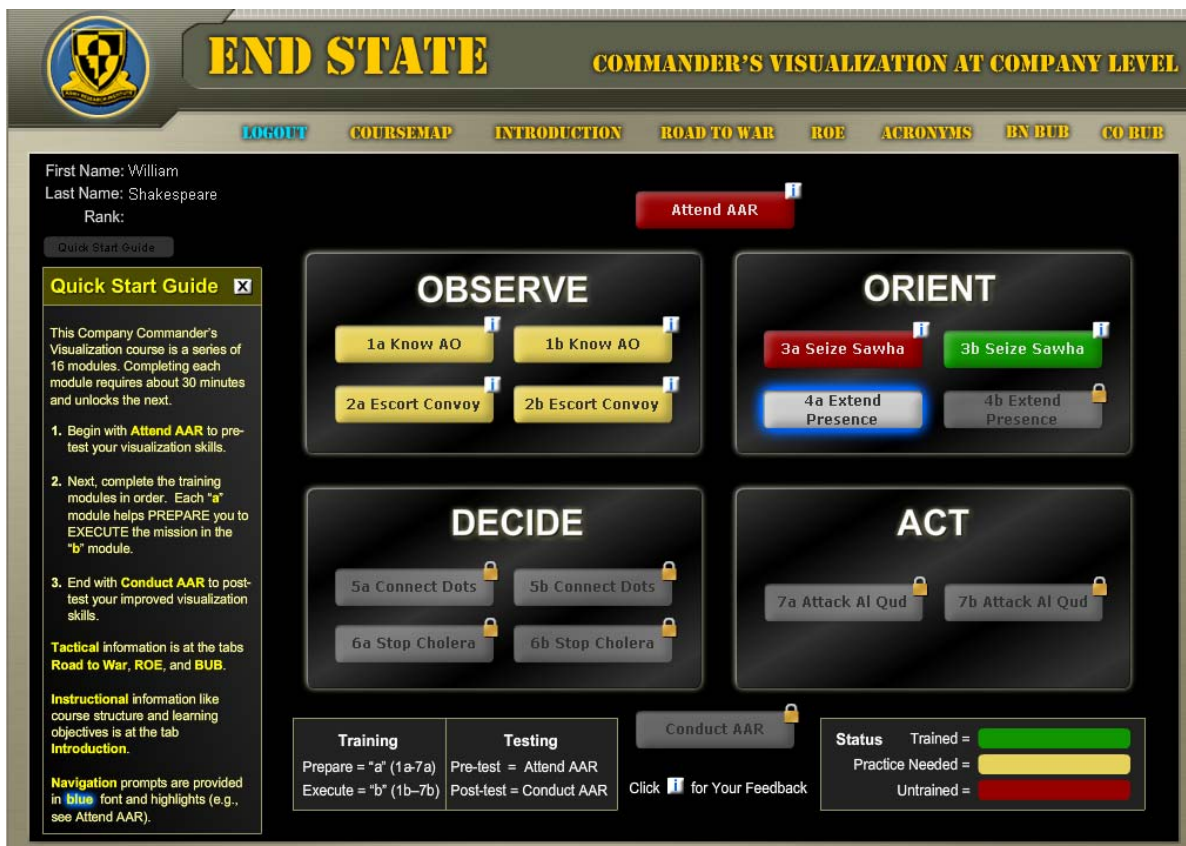 END STATE
COMMANDER'S VISUALIZATION AT COMPANY LEVEL
ARMY RESEARCH INSTITUTE
LOGOUT COURSEMAP INTRODUCTION ROAD TO WAR ROE ACRONYMS BN BUB CO BUB
First Name: William
Last Name: Shakespeare
Rank:
Quick Start Guide
Quick Start Guide X
This Company Commander's
Visualization course is a series of
16 modules. Completing each
module requires about 30 minutes
and unlocks the next.
1. Begin with Attend AAR to pre-
test your visualization skills.
2. Next, complete the training
modules in order. Each "a"
module helps PREPARE you to
EXECUTE the mission in the
"b" module.
3. End with Conduct AAR to post-
test your improved visualization
skills.
Tactical information is at the tabs
Road to War, ROE, and BUB.
Instructional information like
course structure and learning
objectives is at the tab
Introduction.
Navigation prompts are provided
in blue font and highlights (e.g.,
see Attend AAR).
Attend AAR i
OBSERVE
1a Know AO i 1b Know AO i
2a Escort Convoy i 2b Escort Convoy i
ORIENT
3a Seize Sawha i 3b Seize Sawha i
4a Extend
Presence
4b Extend
Presence
DECIDE
5a Connect Dots 5b Connect Dots
6a Stop Cholera 6b Stop Cholera
ACT
7a Attack Al Qud 7b Attack Al Qud
Training Testing
Prepare = "a" (1a-7a) Pre-test = Attend AAR
Execute = "b" (1b–7b) Post-test = Conduct AAR
Conduct AAR
Click i for Your Feedback
Status Trained =
Practice Needed =
Untrained =